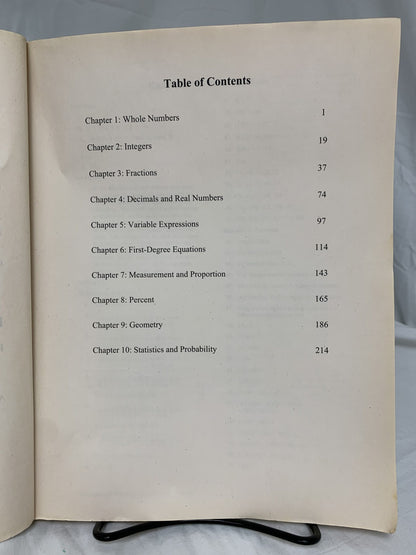 Table of Contents
Chapter 1: Whole Numbers 1
Chapter 2: Integers 19
Chapter 3: Fractions 37
Chapter 4: Decimals and Real Numbers 74
Chapter 5: Variable Expressions 97
Chapter 6: First-Degree Equations 114
Chapter 7: Measurement and Proportion 143
Chapter 8: Percent 165
Chapter 9: Geometry 186
Chapter 10: Statistics and Probability 214